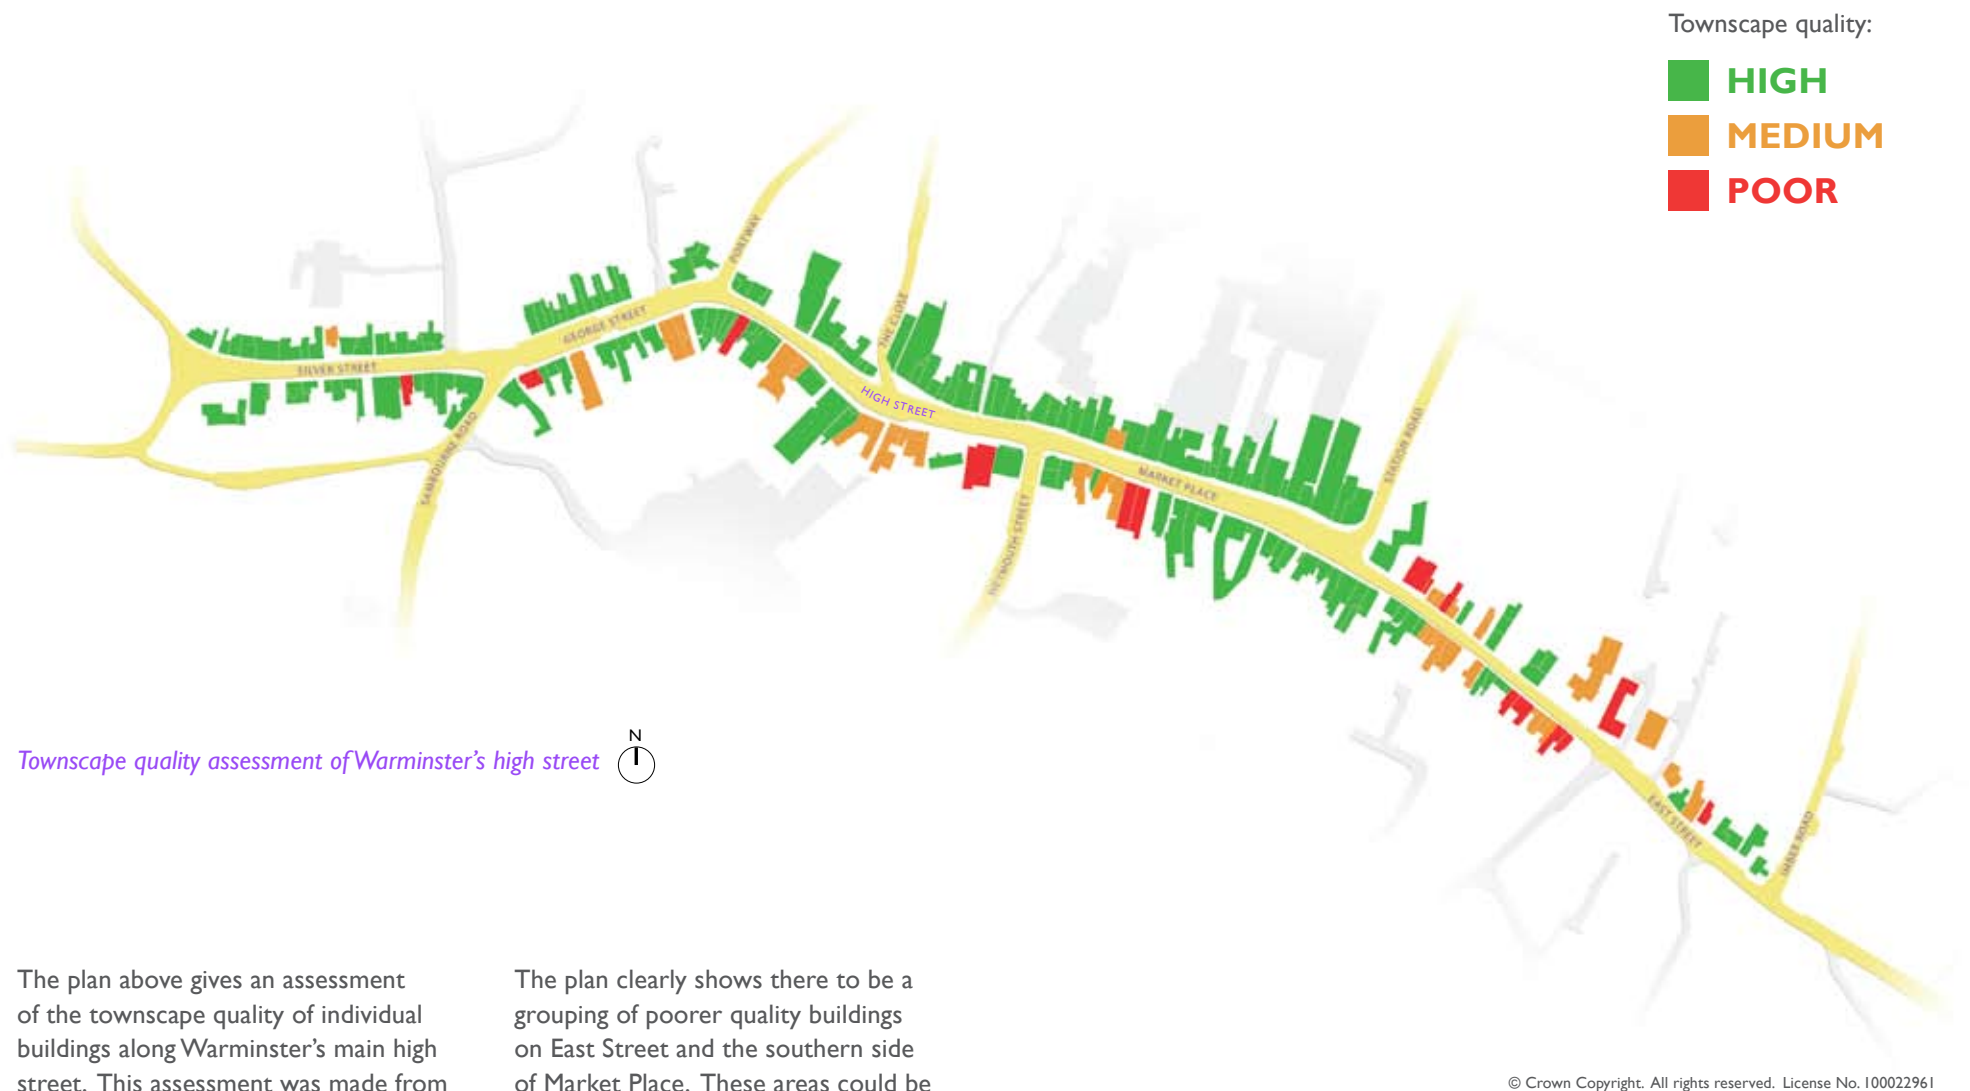 Townscape quality:
HIGH
MEDIUM
POOR
PORTWAY
THE CLOSE
GEORGE STREET
SILVER STREET
HIGH STREET
SAMBOURNE ROAD
STATION ROAD
MARKET PLACE
WEYMOUTH STREET
EAST STREET
IMBER ROAD
Townscape quality assessment of Warminster's high street
N
The plan above gives an assessment
of the townscape quality of individual
buildings along Warminster's main high
street. This assessment was made from
The plan clearly shows there to be a
grouping of poorer quality buildings
on East Street and the southern side
of Market Place. These areas could be
© Crown Copyright. All rights reserved. License No. 100022961